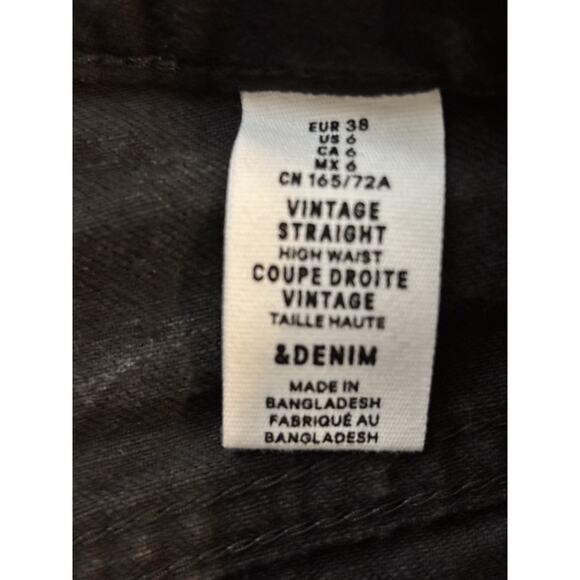 EUR 38
US 6
CA 6
MX 6
CN 165/72A
VINTAGE
STRAIGHT
HIGH WAIST
COUPE DROITE
VINTAGE
TAILLE HAUTE
&DENIM
MADE IN
BANGLADESH
FABRIQUÉ AU
BANGLADESH